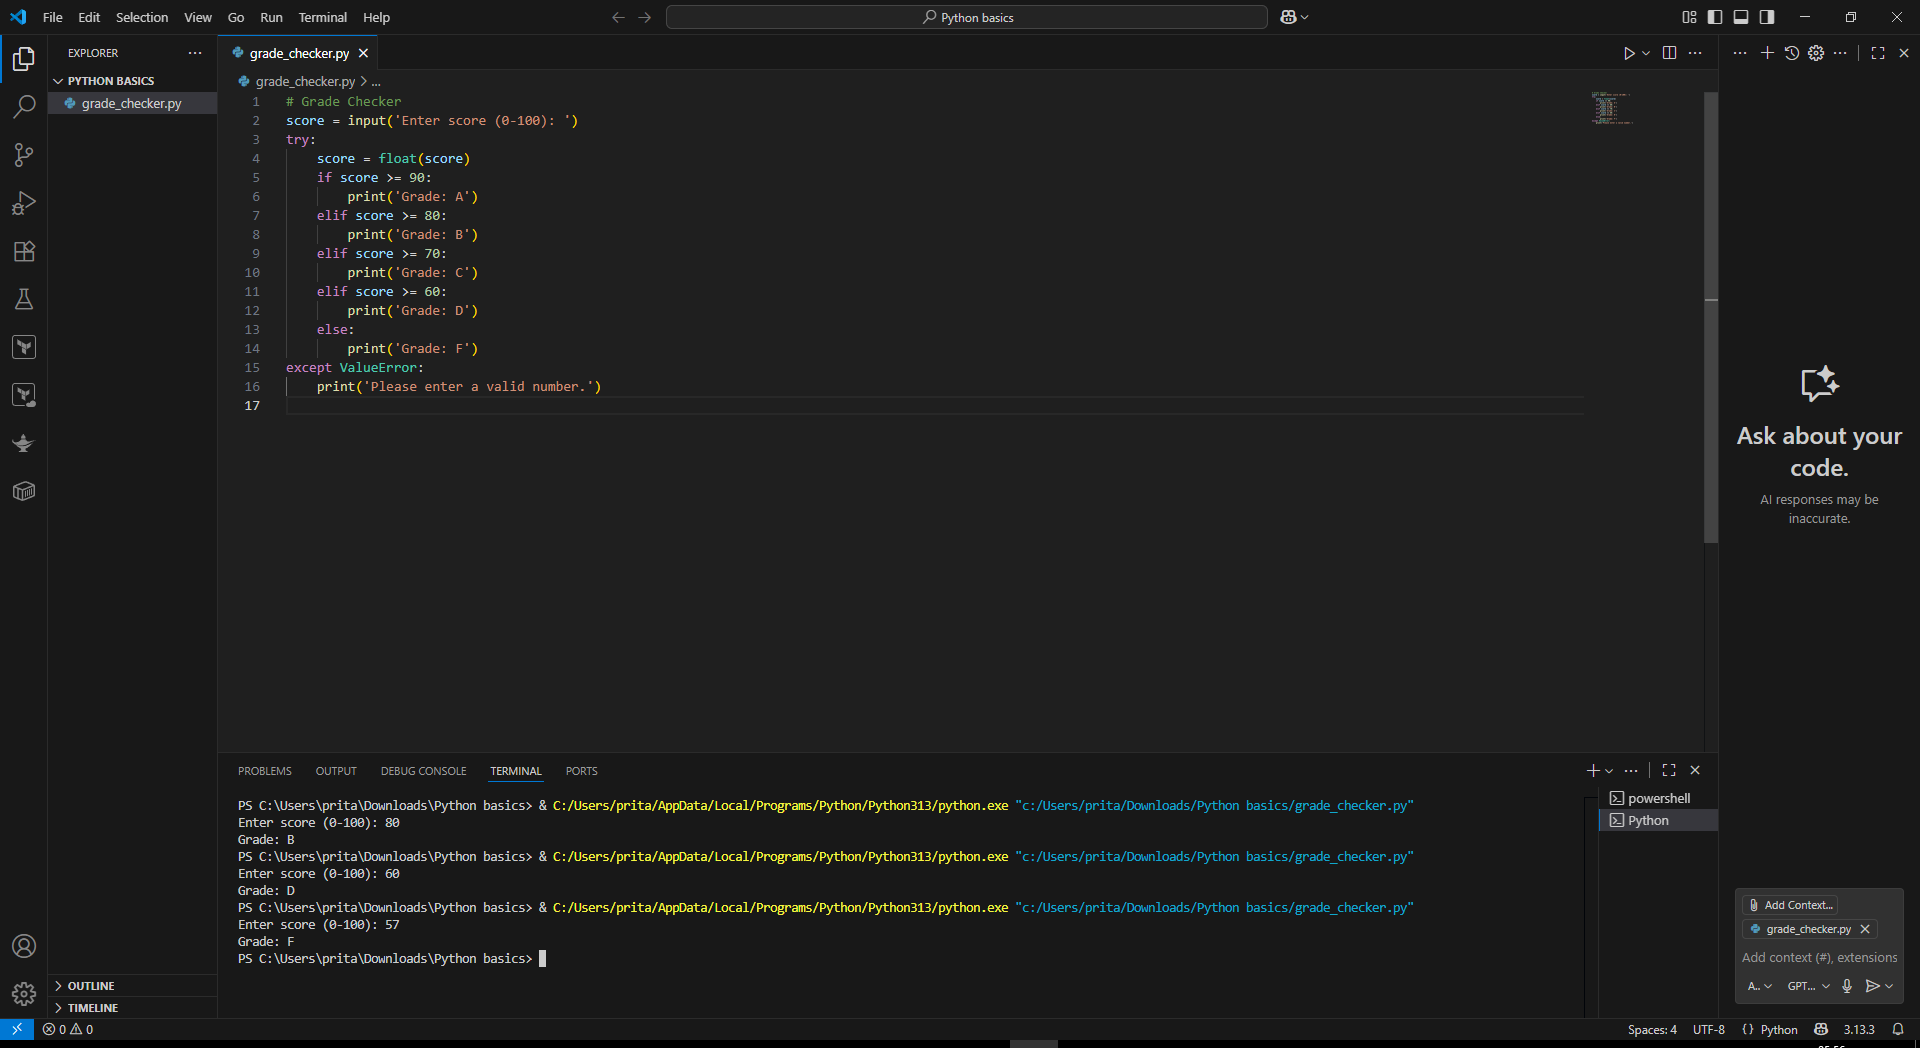 File Edit Selection View Go Run Terminal Help
Python basics
EXPLORER
PYTHON BASICS
grade_checker.py
OUTLINE
TIMELINE
grade_checker.py
grade_checker.py > ...
1 # Grade Checker
2 score = input('Enter score (0-100): ')
3 try:
4 score = float(score)
5 if score >= 90:
6 print('Grade: A')
7 elif score >= 80:
8 print('Grade: B')
9 elif score >= 70:
10 print('Grade: C')
11 elif score >= 60:
12 print('Grade: D')
13 else:
14 print('Grade: F')
15 except ValueError:
16 print('Please enter a valid number.')
17
PROBLEMS OUTPUT DEBUG CONSOLE TERMINAL PORTS
PS C:\Users\prita\Downloads\Python basics> & C:/Users/prita/AppData/Local/Programs/Python/Python313/python.exe "c:/Users/prita/Downloads/Python basics/grade_checker.py"
Enter score (0-100): 80
Grade: B
PS C:\Users\prita\Downloads\Python basics> & C:/Users/prita/AppData/Local/Programs/Python/Python313/python.exe "c:/Users/prita/Downloads/Python basics/grade_checker.py"
Enter score (0-100): 60
Grade: D
PS C:\Users\prita\Downloads\Python basics> & C:/Users/prita/AppData/Local/Programs/Python/Python313/python.exe "c:/Users/prita/Downloads/Python basics/grade_checker.py"
Enter score (0-100): 57
Grade: F
PS C:\Users\prita\Downloads\Python basics>
powershell
Python
Ask about your
code.
AI responses may be
inaccurate.
Add Context...
grade_checker.py
Add context (#), extensions
A.. GPT...
0 0
Spaces: 4 UTF-8 {} Python 3.13.3